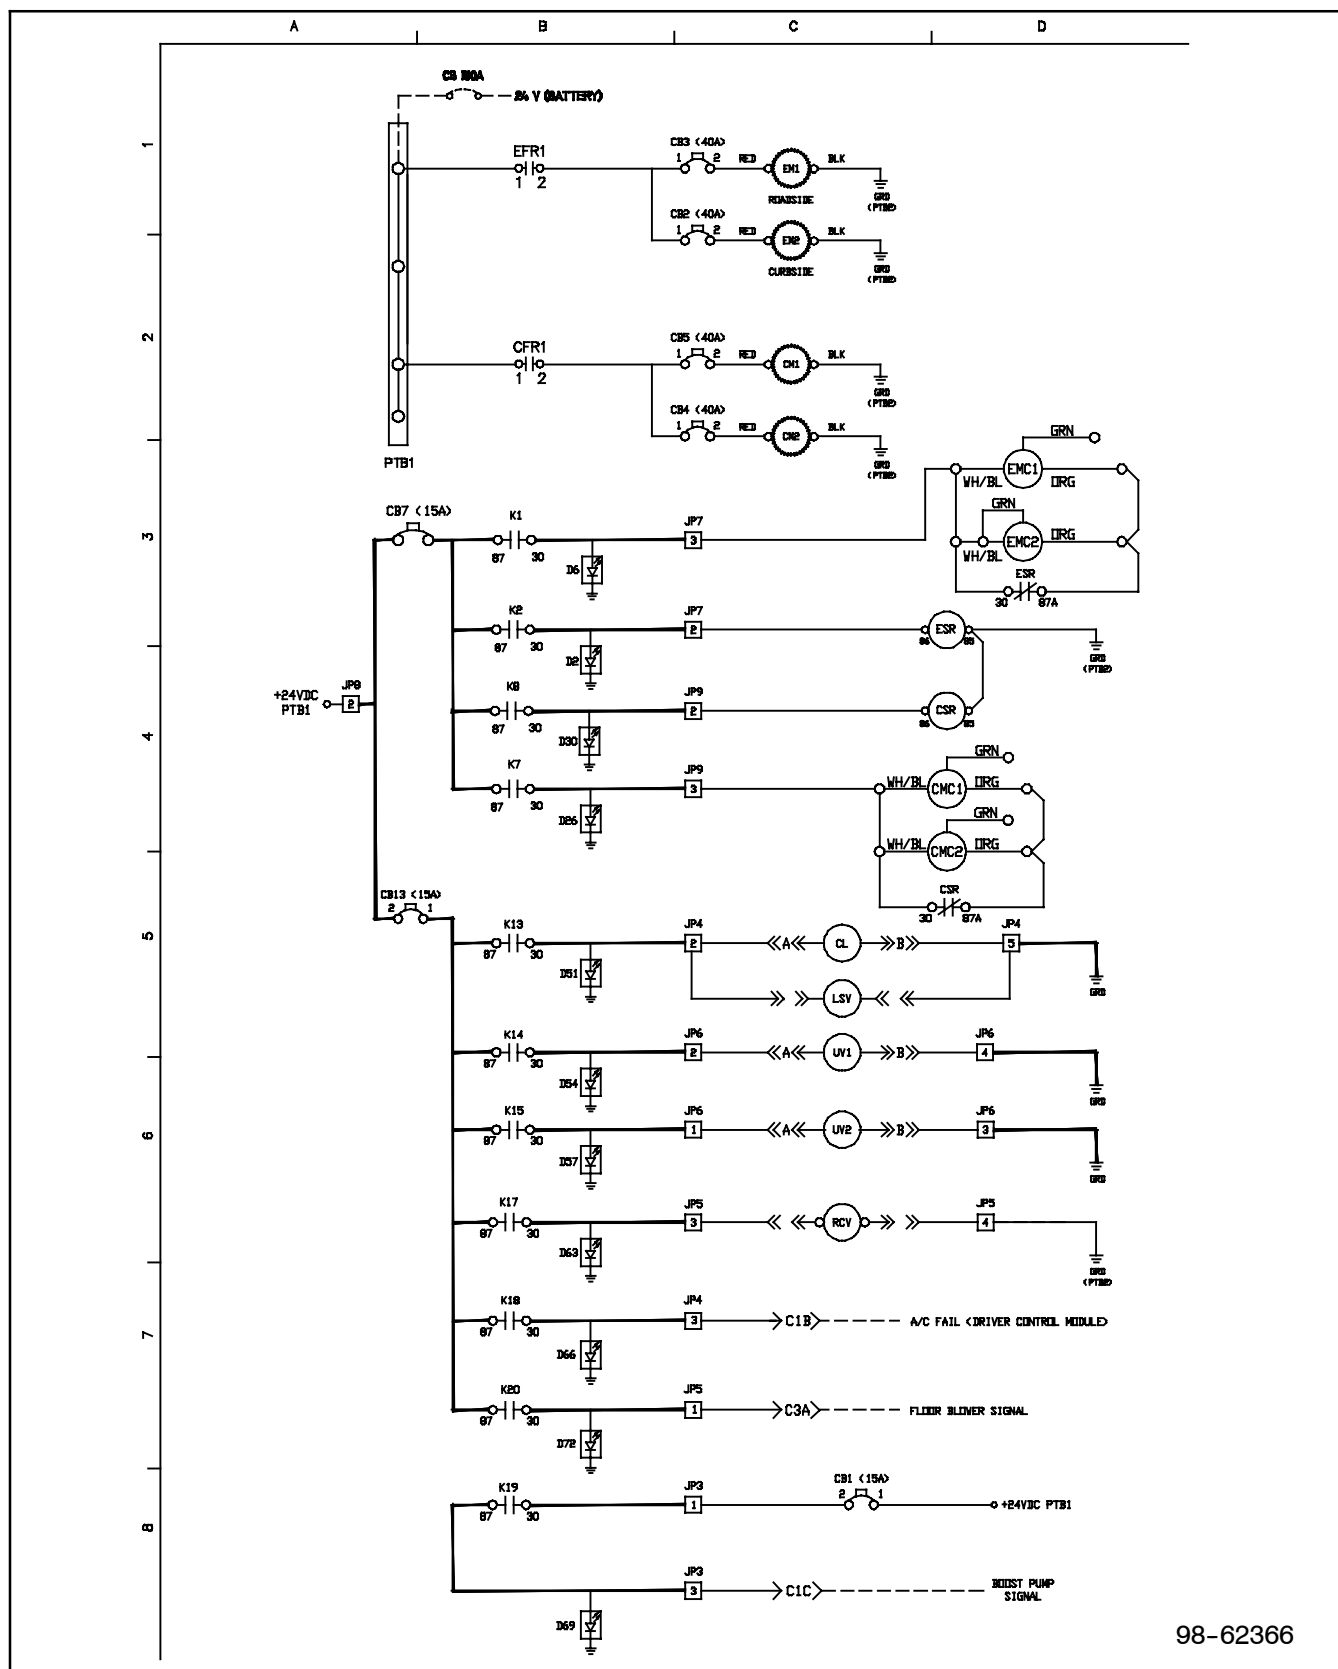 A B C D
CB 180A
24 V (BATTERY)
1
EFR1
1 2
CB3 (40A)
1 2 RED EM1 BLK
ROADSIDE
GRD
(PTB2)
CB2 (40A)
1 2 RED EM2 BLK
CURBSIDE
GRD
(PTB2)
2
CFR1
1 2
CB5 (40A)
1 2 RED CM1 BLK
GRD
(PTB2)
CB4 (40A)
1 2 RED CM2 BLK
GRD
(PTB2)
PTB1
GRN
WH/BL EMC1 ORG
GRN
WH/BL EMC2 ORG
ESR
30 87A
3
CB7 (15A)
K1
87 30
D6
JP7
3
K2
87 30
D2
JP7
2
86 ESR 85
GRD
(PTB2)
+24VDC
PTB1
JP8
2
4
K8
87 30
D30
JP9
2
86 CSR 85
K7
87 30
D26
JP9
3
GRN
WH/BL CMC1 ORG
GRN
WH/BL CMC2 ORG
CSR
30 87A
CB13 (15A)
2 1
5
K13
87 30
D51
JP4
2
A CL B
JP4
5
GRD
LSV
K14
87 30
D54
JP6
2
A UV1 B
JP6
4
GRD
6
K15
87 30
D57
JP6
1
A UV2 B
JP6
3
GRD
K17
87 30
D63
JP5
3
RCV
JP5
4
GRD
(PTB2)
7
K18
87 30
D66
JP4
3
C1B
A/C FAIL (DRIVER CONTROL MODULE)
K20
87 30
D72
JP5
1
C3A
FLOOR BLOWER SIGNAL
8
K19
87 30
JP3
1
CB1 (15A)
2 1
+24VDC PTB1
D69
JP3
3
C1C
BOOST PUMP
SIGNAL
98-62366